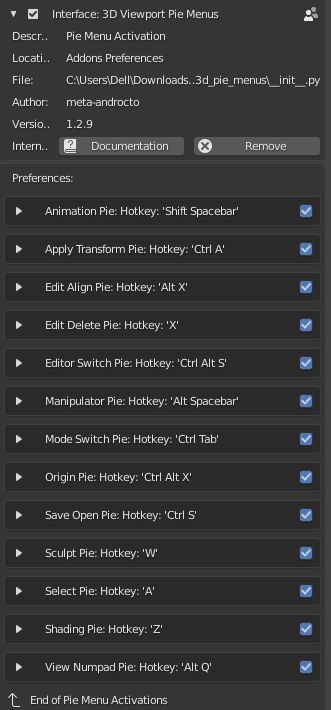 Interface: 3D Viewport Pie Menus
Descr.. Pie Menu Activation
Locati.. Addons Preferences
File: C:\Users\Dell\Downloads..3d_pie_menus\__init__.py
Author: meta-androcto
Versio.. 1.2.9
Intern.. Documentation Remove
Preferences:
Animation Pie: Hotkey: 'Shift Spacebar'
Apply Transform Pie: Hotkey: 'Ctrl A'
Edit Align Pie: Hotkey: 'Alt X'
Edit Delete Pie: Hotkey: 'X'
Editor Switch Pie: Hotkey: 'Ctrl Alt S'
Manipulator Pie: Hotkey: 'Alt Spacebar'
Mode Switch Pie: Hotkey: 'Ctrl Tab'
Origin Pie: Hotkey: 'Ctrl Alt X'
Save Open Pie: Hotkey: 'Ctrl S'
Sculpt Pie: Hotkey: 'W'
Select Pie: Hotkey: 'A'
Shading Pie: Hotkey: 'Z'
View Numpad Pie: Hotkey: 'Alt Q'
End of Pie Menu Activations